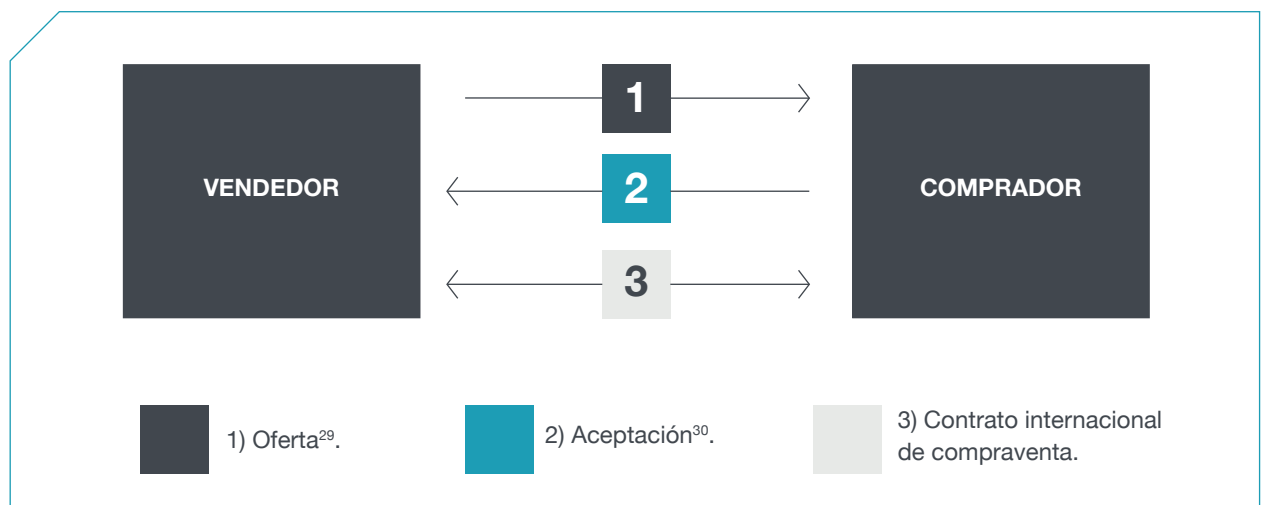 1
VENDEDOR
2
COMPRADOR
3
1) Oferta²⁹.
2) Aceptación³⁰.
3) Contrato internacional
de compraventa.